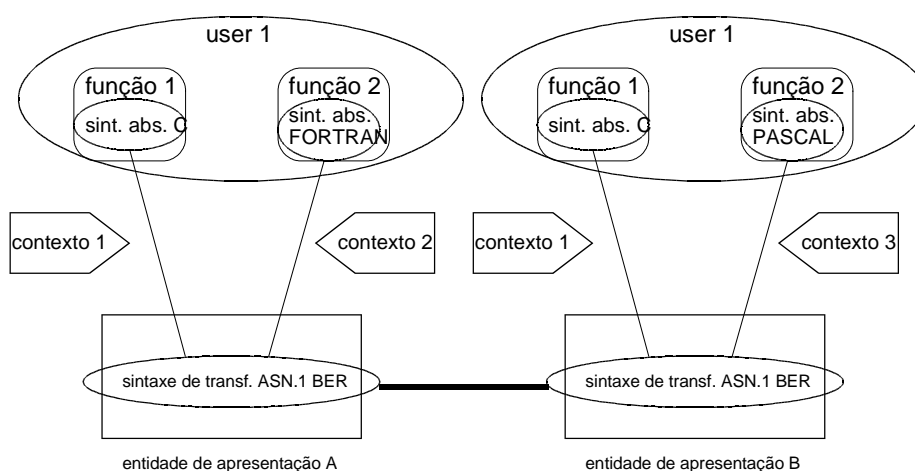 user 1
função 1
sint. abs. C
função 2
sint. abs.
FORTRAN
contexto 1
contexto 2
sintaxe de transf. ASN.1 BER
entidade de apresentação A
user 1
função 1
sint. abs. C
função 2
sint. abs.
PASCAL
contexto 1
contexto 3
sintaxe de transf. ASN.1 BER
entidade de apresentação B